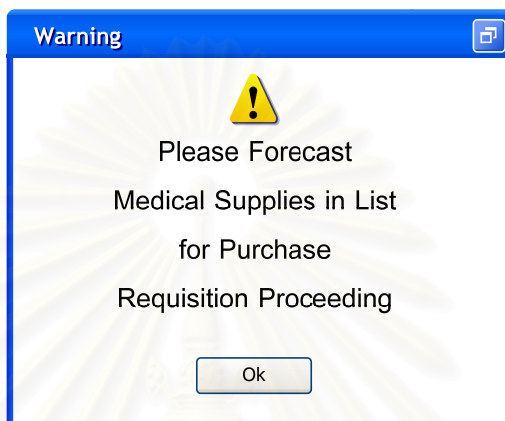 Warning
Please Forecast
Medical Supplies in List
for Purchase
Requisition Proceeding
Ok